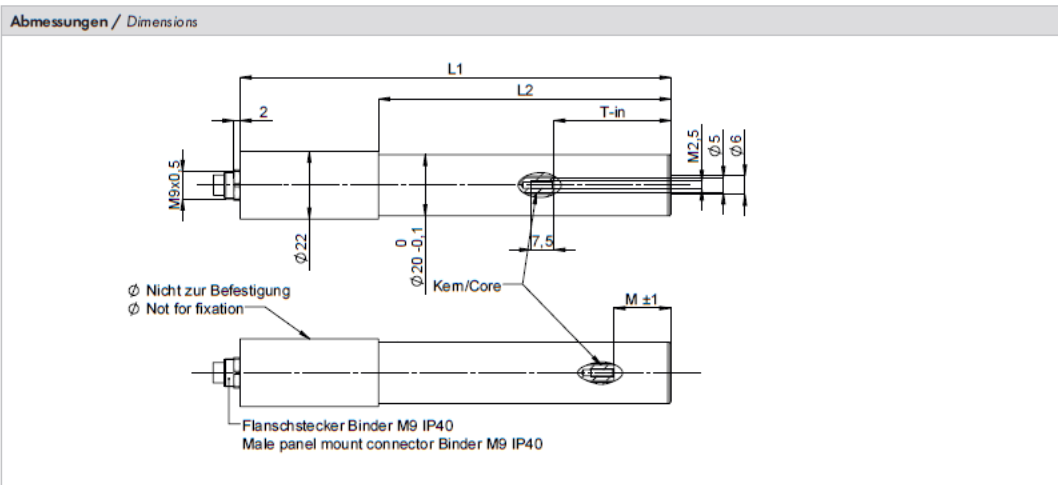 Abmessungen / Dimensions
L1
L2
2
T-in
M9x0,5
M2,5
Ø5
Ø6
Ø22
0
Ø20 -0,1
7,5
Kern/Core
Ø Nicht zur Befestigung
Ø Not for fixation
M ±1
Flanschstecker Binder M9 IP40
Male panel mount connector Binder M9 IP40